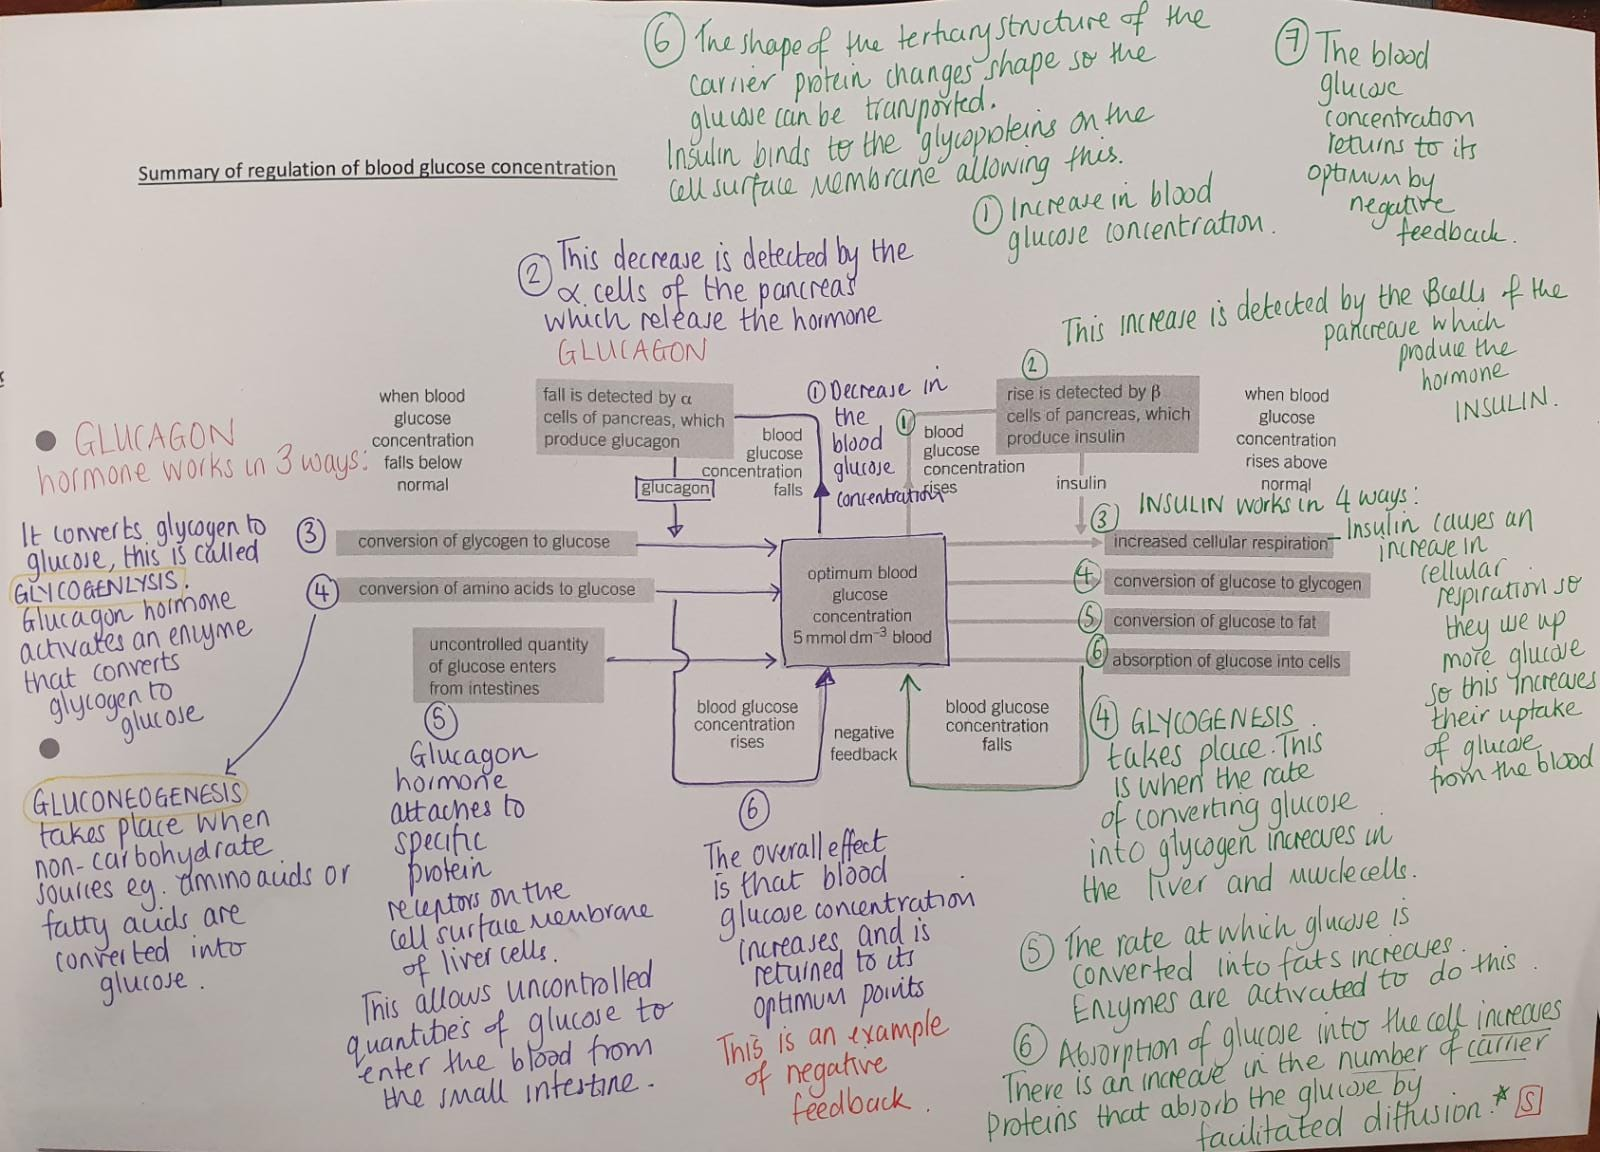 ⑥ The shape of the tertiary structure of the
carrier protein changes shape so the
glucose can be transported.
Insulin binds to the glycoproteins on the
cell surface membrane allowing this.
⑦ The blood
glucose
concentration
returns to its
optimum by
negative
feedback.
Summary of regulation of blood glucose concentration
① Increase in blood
glucose concentration.
② This decrease is detected by the
α cells of the pancreas
which release the hormone
GLUCAGON
This increase is detected by the Bcells of the
pancrease which
produce the
hormone
INSULIN.
②
when blood
glucose
concentration
falls below
normal
fall is detected by α
cells of pancreas, which
produce glucagon
blood
glucose
concentration
falls
① Decrease in
the
blood
glucose
concentration
①
blood
glucose
concentration
rises
rise is detected by β
cells of pancreas, which
produce insulin
when blood
glucose
concentration
rises above
normal
glucagon
insulin
GLUCAGON
hormone works in 3 ways:
It converts glycogen to
glucose, this is called
GLYCOGENLYSIS.
Glucagon hormone
activates an enzyme
that converts
glycogen to
glucose
③ conversion of glycogen to glucose
④ conversion of amino acids to glucose
uncontrolled quantity
of glucose enters
from intestines
optimum blood
glucose
concentration
5 mmol dm⁻³ blood
INSULIN works in 4 ways:
③ increased cellular respiration
④ conversion of glucose to glycogen
⑤ conversion of glucose to fat
⑥ absorption of glucose into cells
Insulin causes an
increase in
cellular
respiration so
they use up
more glucose
so this increases
their uptake
of glucose
from the blood
blood glucose
concentration
rises
negative
feedback
blood glucose
concentration
falls
GLUCONEOGENESIS
takes place when
non-carbohydrate
sources eg. amino acids or
fatty acids are
converted into
glucose.
⑤
Glucagon
hormone
attaches to
specific
protein
receptors on the
cell surface membrane
of liver cells.
This allows uncontrolled
quantities of glucose to
enter the blood from
the small intestine.
⑥
The overall effect
is that blood
glucose concentration
increases and is
returned to its
optimum points
This is an example
of negative
feedback.
④ GLYCOGENESIS
takes place. This
is when the rate
of converting glucose
into glycogen increases in
the liver and musclecells.
⑤ The rate at which glucose is
converted into fats increases.
Enzymes are activated to do this.
⑥ Absorption of glucose into the cell increases
There is an increase in the number of carrier
Proteins that absorb the glucose by
facilitated diffusion.* S